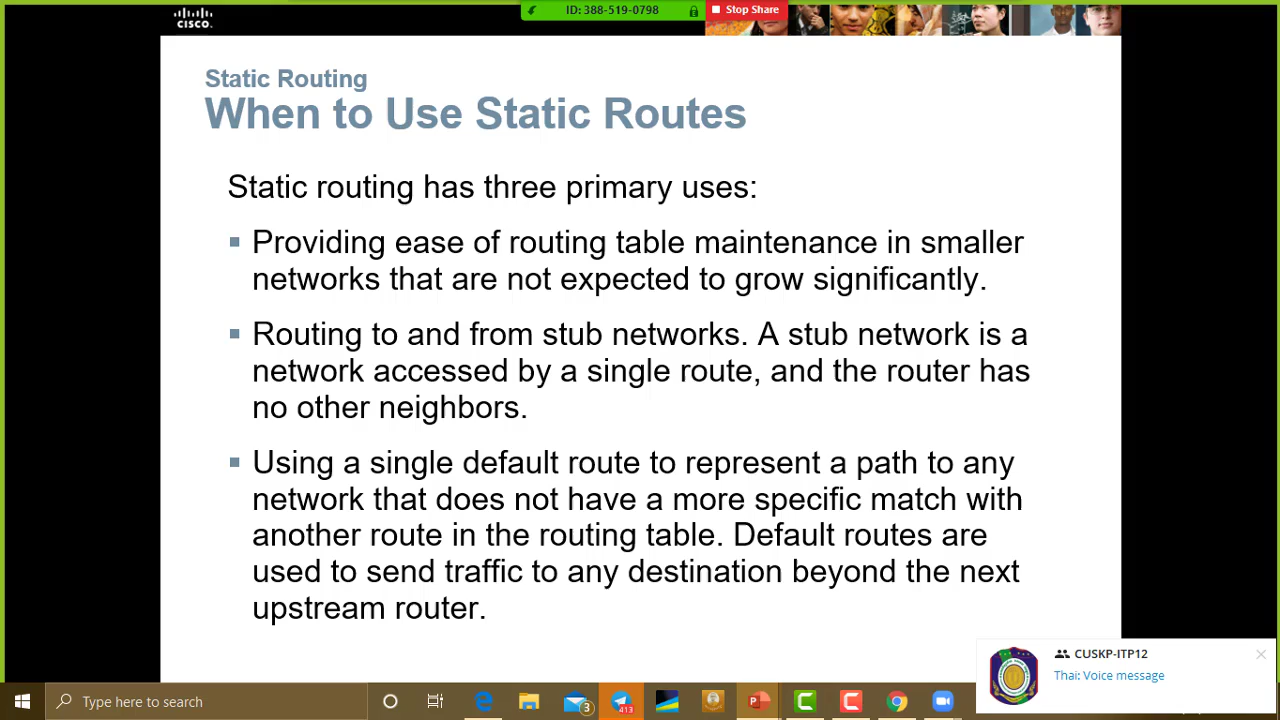 CISCO.
ID: 388-519-0798
Stop Share
Static Routing
When to Use Static Routes
Static routing has three primary uses:
Providing ease of routing table maintenance in smaller
networks that are not expected to grow significantly.
Routing to and from stub networks. A stub network is a
network accessed by a single route, and the router has
no other neighbors.
Using a single default route to represent a path to any
network that does not have a more specific match with
another route in the routing table. Default routes are
used to send traffic to any destination beyond the next
upstream router.
CUSKP-ITP12
Thai: Voice message
Type here to search
3
413